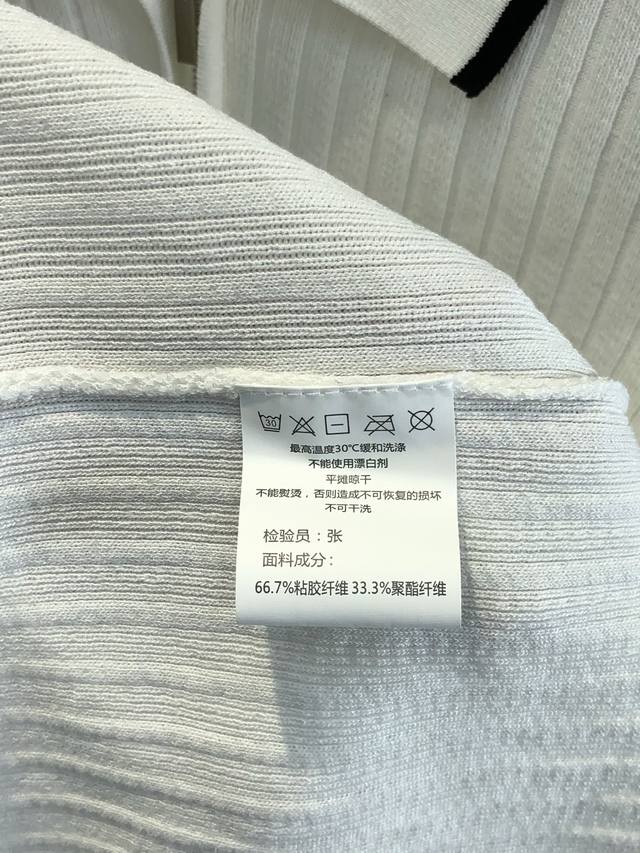 30
最高温度30℃缓和洗涤
不能使用漂白剂
平摊晾干
不能熨烫，否则造成不可恢复的损坏
不可干洗
检验员：张
面料成分：
66.7%粘胶纤维 33.3%聚酯纤维